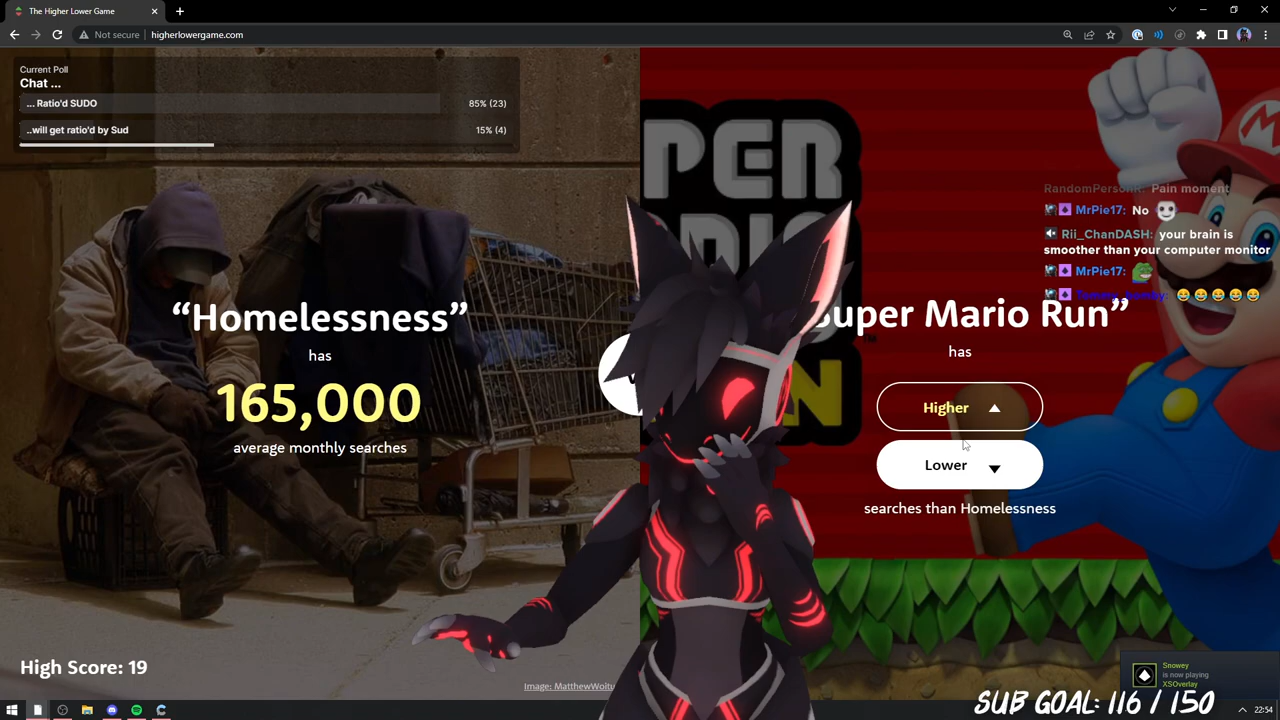 The Higher Lower Game
Not secure
higherlowergame.com
Current Poll
Chat ...
... Ratio'd SUDO
85% (23)
..will get ratio'd by Sud
15% (4)
“Homelessness”
has
165,000
average monthly searches
High Score: 19
Image: MatthewWoitu
PER
RandomPersonR: Pain moment
MrPie17: No
Rii_ChanDASH: your brain is
smoother than your computer monitor
MrPie17:
Super Mario Run”
has
Higher
Lower
searches than Homelessness
Snowey
is now playing
XSOverlay
SUB GOAL: 116 / 150
22:54